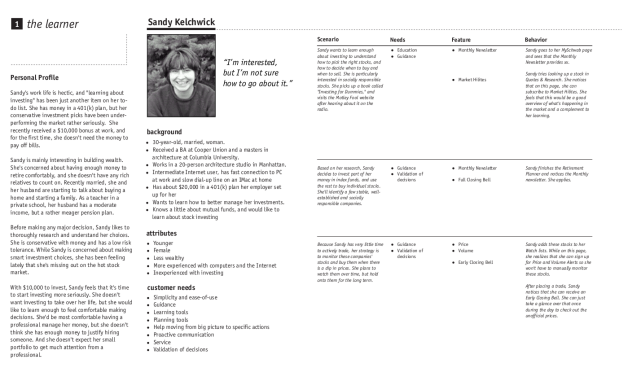 1 the learner
Personal Profile
Sandy's work life is hectic, and "learning about
investing" has been just another item on her to-
do list. She has money in a 401(k) plan, but her
conservative investment picks have been under-
performing the market rather seriously. She
recently received a $10,000 bonus at work, and
for the first time, she doesn't need the money to
pay off bills.
Sandy is mainly interesting in building wealth.
She's concerned about having enough money to
retire comfortably, and she doesn't have any rich
relatives to count on. Recently married, she and
her husband are starting to talk about buying a
home and starting a family. As a teacher in a
private school, her husband has a moderate
income, but a rather meager pension plan.
Before making any major decision, Sandy likes to
thoroughly research and understand her choices.
She is conservative with money and has a low risk
tolerance. While Sandy is concerned about making
smart investment choices, she has been feeling
lately that she's missing out on the hot stock
market.
With $10,000 to invest, Sandy feels that it's time
to start investing more seriously. She doesn't
want investing to take over her life, but she would
like to learn enough to feel comfortable making
decisions. She'd be most comfortable having a
professional manage her money, but she doesn't
think she has enough money to justify hiring
someone. And she doesn't expect her small
portfolio to get much attention from a
professional.
Sandy Kelchwick
"I'm interested,
but I'm not sure
how to go about it."
background
• 30-year-old, married, woman.
• Received a BA at Cooper Union and a masters in
architecture at Columbia University.
• Works in a 20-person architecture studio in Manhattan.
• Intermediate Internet user, has fast connection to PC
at work and slow dial-up line on an iMac at home
• Has about $20,000 in a 401(k) plan her employer set
up for her
• Wants to learn how to better manage her investments.
• Knows a little about mutual funds, and would like to
learn about stock investing
attributes
• Younger
• Female
• Less wealthy
• More experienced with computers and the Internet
• Inexperienced with investing
customer needs
• Simplicity and ease-of-use
• Guidance
• Learning tools
• Planning tools
• Help moving from big picture to specific actions
• Proactive communication
• Service
• Validation of decisions
Scenario Needs Feature Behavior
Sandy wants to learn enough
about investing to understand
how to pick the right stocks, and
how to decide when to buy and
when to sell. She is particularly
interested in socially responsible
stocks. She picks up a book called
"Investing for Dummies," and
visits the Motley Fool website
after hearing about it on the
radio.
• Education
• Guidance
• Monthly Newsletter
• Market Hilites
Sandy goes to her MySchwab page
and sees that the Monthly
Newsletter provides us.
Sandy tries looking up a stock in
Quotes & Research. She notices
that on this page, she can
subscribe to Market Hilites. She
feels that this would be a good
overview of what's happening in
the market and a complement to
her learning.
Based on her research, Sandy
decides to invest part of her
money in index funds, and use
the rest to buy individual stocks.
She'll identify a few stable, well-
established and socially
responsible companies.
• Guidance
• Validation of
decisions
• Monthly Newsletter
• Full Closing Bell
Sandy finishes the Retirement
Planner and notices the Monthly
newsletter. She applies.
Because Sandy has very little time
to actively trade, her strategy is
to monitor these companies'
stocks and buy them when there
is a dip in price. She plans to
watch them over time, but hold
onto them for the long term.
• Guidance
• Validation of
decisions
• Price
• Volume
• Early Closing Bell
Sandy adds these stocks to her
Watch lists. While on this page,
she notices that she can sign up
for Price and Volume Alerts so she
won't have to manually monitor
these stocks.
After placing a trade, Sandy
notices that she can receive an
Early Closing Bell. She can just
take a glance over that once
during the day to check out the
unofficial prices.